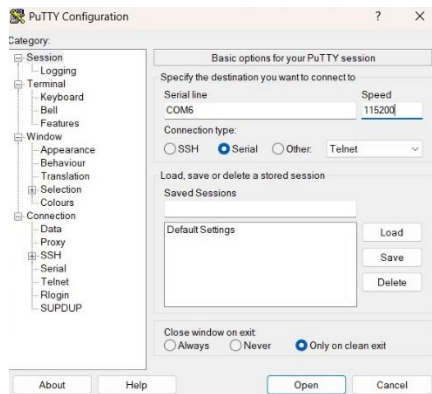 PuTTY Configuration
?
X
Category:
Session
Logging
Terminal
Keyboard
Bell
Features
Window
Appearance
Behaviour
Translation
Selection
Colours
Connection
Data
Proxy
SSH
Serial
Telnet
Rlogin
SUPDUP
Basic options for your PuTTY session
Specify the destination you want to connect to
Serial line Speed
COM6 115200
Connection type:
SSH Serial Other: Telnet
Load, save or delete a stored session
Saved Sessions
Default Settings
Load
Save
Delete
Close window on exit:
Always Never Only on clean exit
About Help Open Cancel